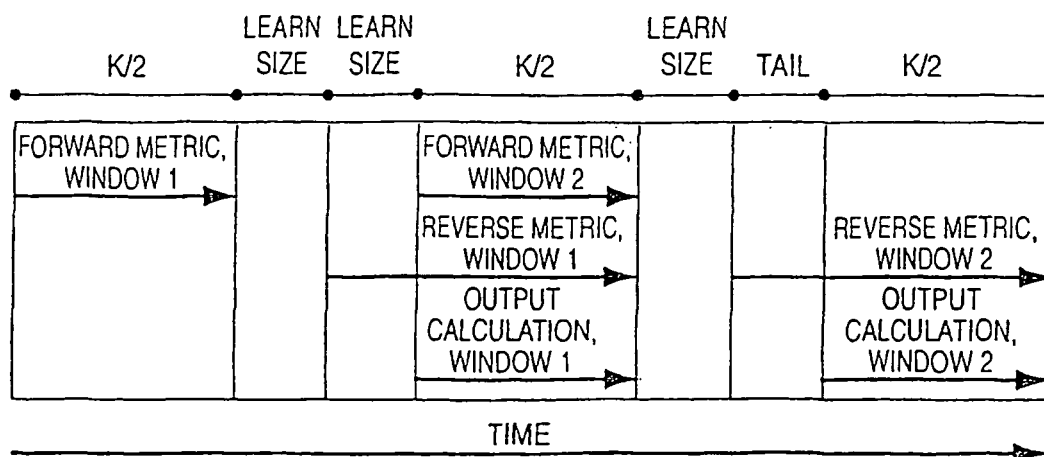 LEARN LEARN LEARN
K/2 SIZE SIZE K/2 SIZE TAIL K/2
FORWARD METRIC,
WINDOW 1
FORWARD METRIC,
WINDOW 2
REVERSE METRIC,
WINDOW 1
REVERSE METRIC,
WINDOW 2
OUTPUT
CALCULATION,
WINDOW 1
OUTPUT
CALCULATION,
WINDOW 2
TIME